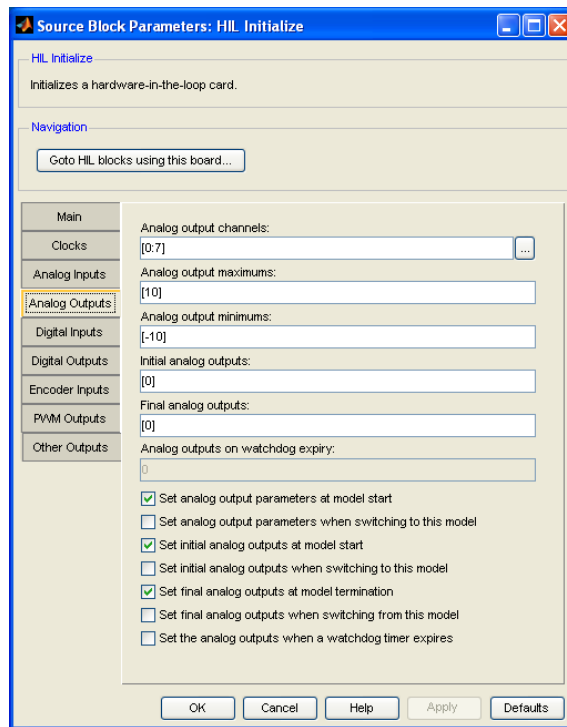 Source Block Parameters: HIL Initialize
HIL Initialize
Initializes a hardware-in-the-loop card.
Navigation
Goto HIL blocks using this board...
Main
Clocks
Analog Inputs
Analog Outputs
Digital Inputs
Digital Outputs
Encoder Inputs
PWM Outputs
Other Outputs
Analog output channels:
[0:7]
...
Analog output maximums:
[10]
Analog output minimums:
[-10]
Initial analog outputs:
[0]
Final analog outputs:
[0]
Analog outputs on watchdog expiry:
0
Set analog output parameters at model start
Set analog output parameters when switching to this model
Set initial analog outputs at model start
Set initial analog outputs when switching to this model
Set final analog outputs at model termination
Set final analog outputs when switching from this model
Set the analog outputs when a watchdog timer expires
OK Cancel Help Apply Defaults